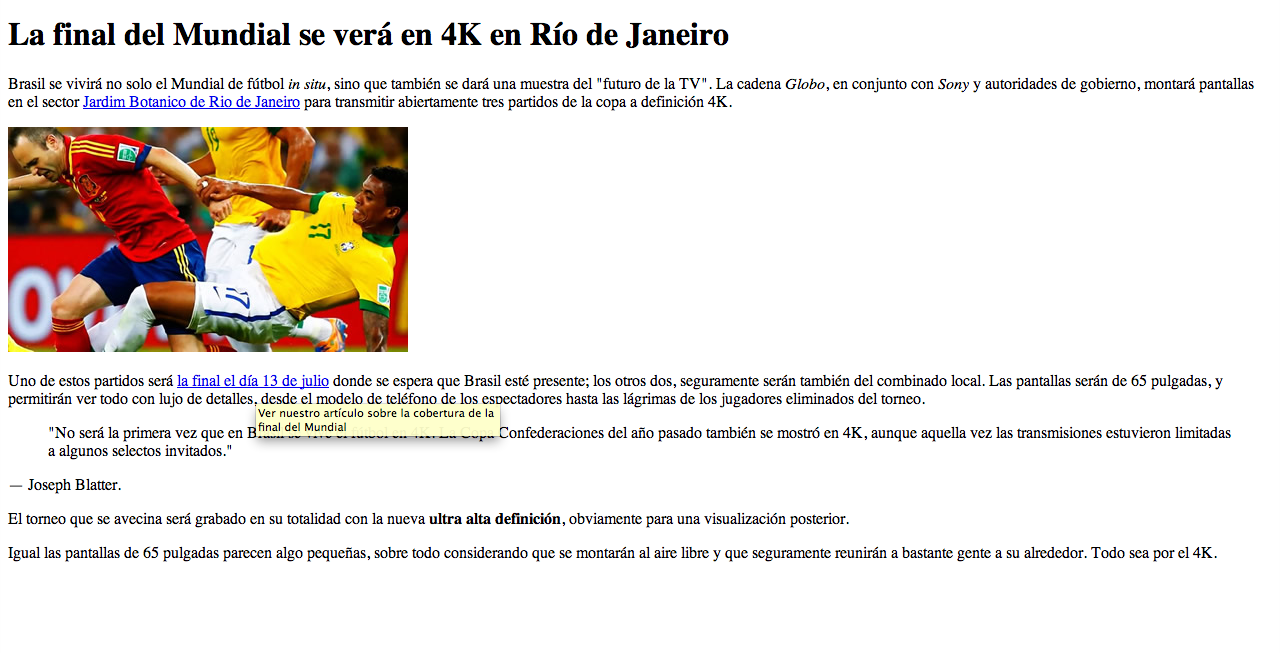 La final del Mundial se verá en 4K en Río de Janeiro
Brasil se vivirá no solo el Mundial de fútbol in situ, sino que también se dará una muestra del "futuro de la TV". La cadena Globo, en conjunto con Sony y autoridades de gobierno, montará pantallas
en el sector Jardim Botanico de Rio de Janeiro para transmitir abiertamente tres partidos de la copa a definición 4K.
17
17
Uno de estos partidos será la final el día 13 de julio donde se espera que Brasil esté presente; los otros dos, seguramente serán también del combinado local. Las pantallas serán de 65 pulgadas, y
permitirán ver todo con lujo de detalles, desde el modelo de teléfono de los espectadores hasta las lágrimas de los jugadores eliminados del torneo.
Ver nuestro artículo sobre la cobertura de la
final del Mundial
"No será la primera vez que en Brasil se vive el fútbol en 4K. La Copa Confederaciones del año pasado también se mostró en 4K, aunque aquella vez las transmisiones estuvieron limitadas
a algunos selectos invitados."
— Joseph Blatter.
El torneo que se avecina será grabado en su totalidad con la nueva ultra alta definición, obviamente para una visualización posterior.
Igual las pantallas de 65 pulgadas parecen algo pequeñas, sobre todo considerando que se montarán al aire libre y que seguramente reunirán a bastante gente a su alrededor. Todo sea por el 4K.